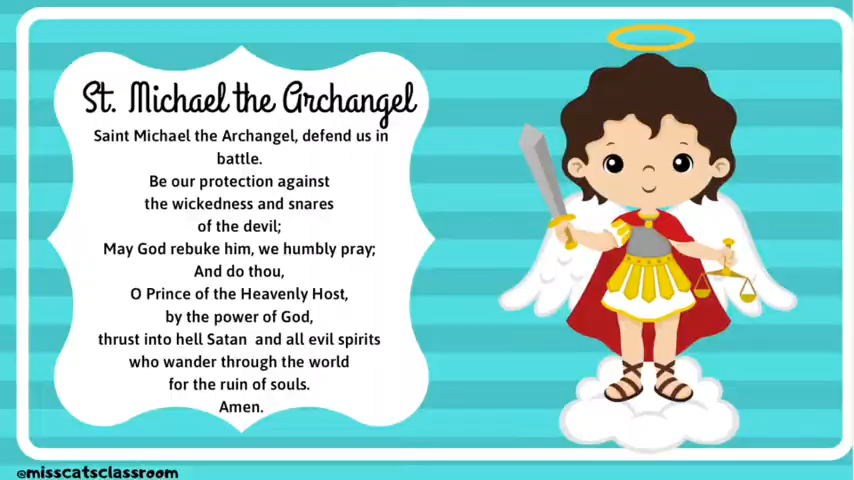 St. Michael the Archangel
Saint Michael the Archangel, defend us in
battle.
Be our protection against
the wickedness and snares
of the devil;
May God rebuke him, we humbly pray;
And do thou,
O Prince of the Heavenly Host,
by the power of God,
thrust into hell Satan and all evil spirits
who wander through the world
for the ruin of souls.
Amen.
@misscatsclassroom